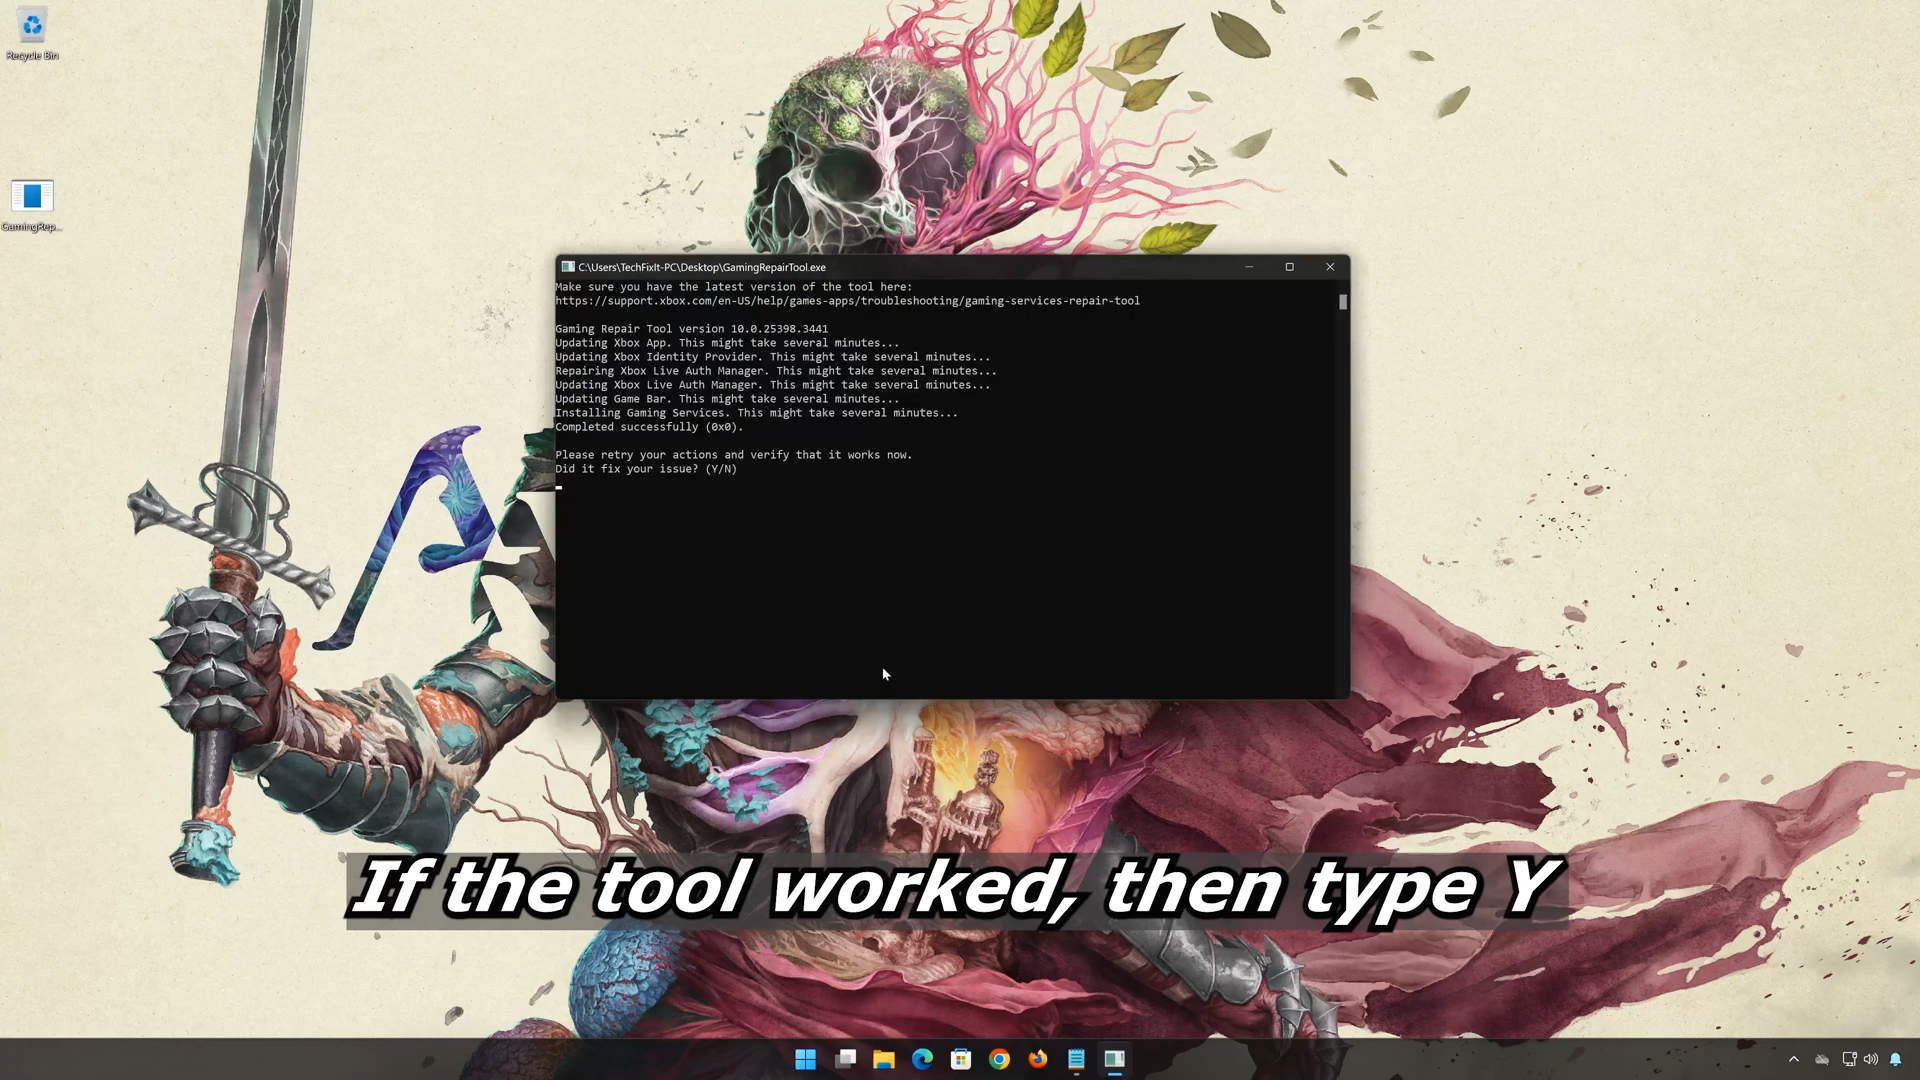 Recycle Bin
GamingRep...
C:\Users\TechFixIt-PC\Desktop\GamingRepairTool.exe
Make sure you have the latest version of the tool here:
https://support.xbox.com/en-US/help/games-apps/troubleshooting/gaming-services-repair-tool
Gaming Repair Tool version 10.0.25398.3441
Updating Xbox App. This might take several minutes...
Updating Xbox Identity Provider. This might take several minutes...
Repairing Xbox Live Auth Manager. This might take several minutes...
Updating Xbox Live Auth Manager. This might take several minutes...
Updating Game Bar. This might take several minutes...
Installing Gaming Services. This might take several minutes...
Completed successfully (0x0).
Please retry your actions and verify that it works now.
Did it fix your issue? (Y/N)
If the tool worked, then type Y